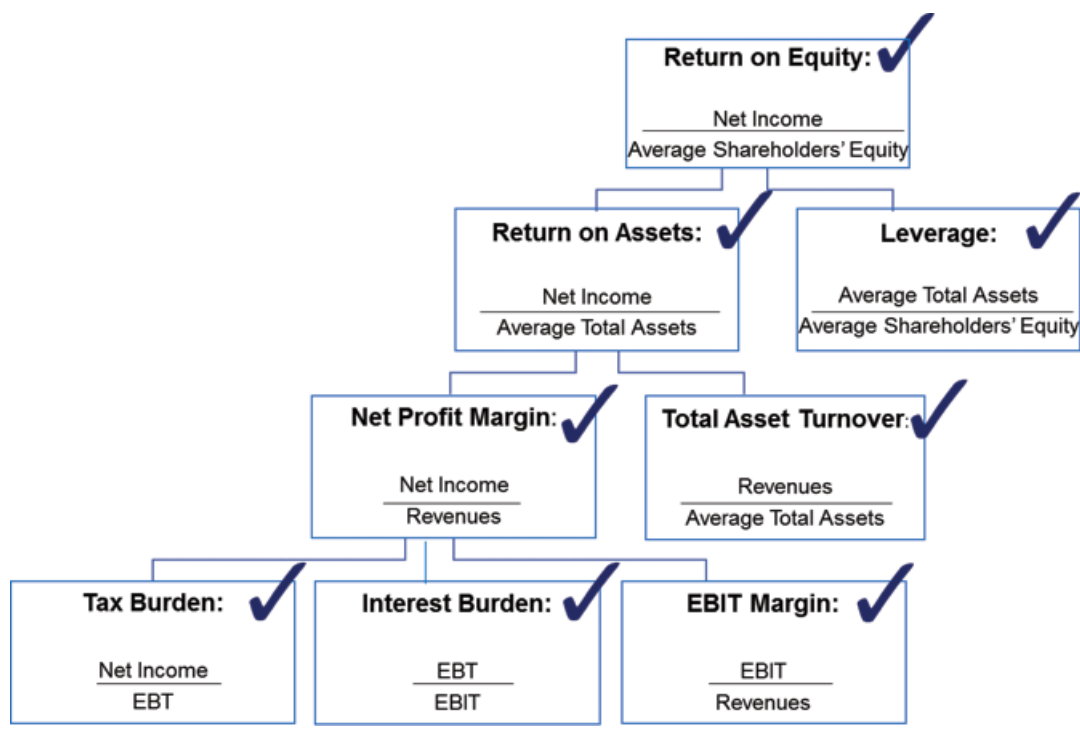 Return on Equity:
Net Income
Average Shareholders' Equity
Return on Assets:
Net Income
Average Total Assets
Leverage:
Average Total Assets
Average Shareholders' Equity
Net Profit Margin:
Net Income
Revenues
Total Asset Turnover:
Revenues
Average Total Assets
Tax Burden:
Net Income
EBT
Interest Burden:
EBT
EBIT
EBIT Margin:
EBIT
Revenues